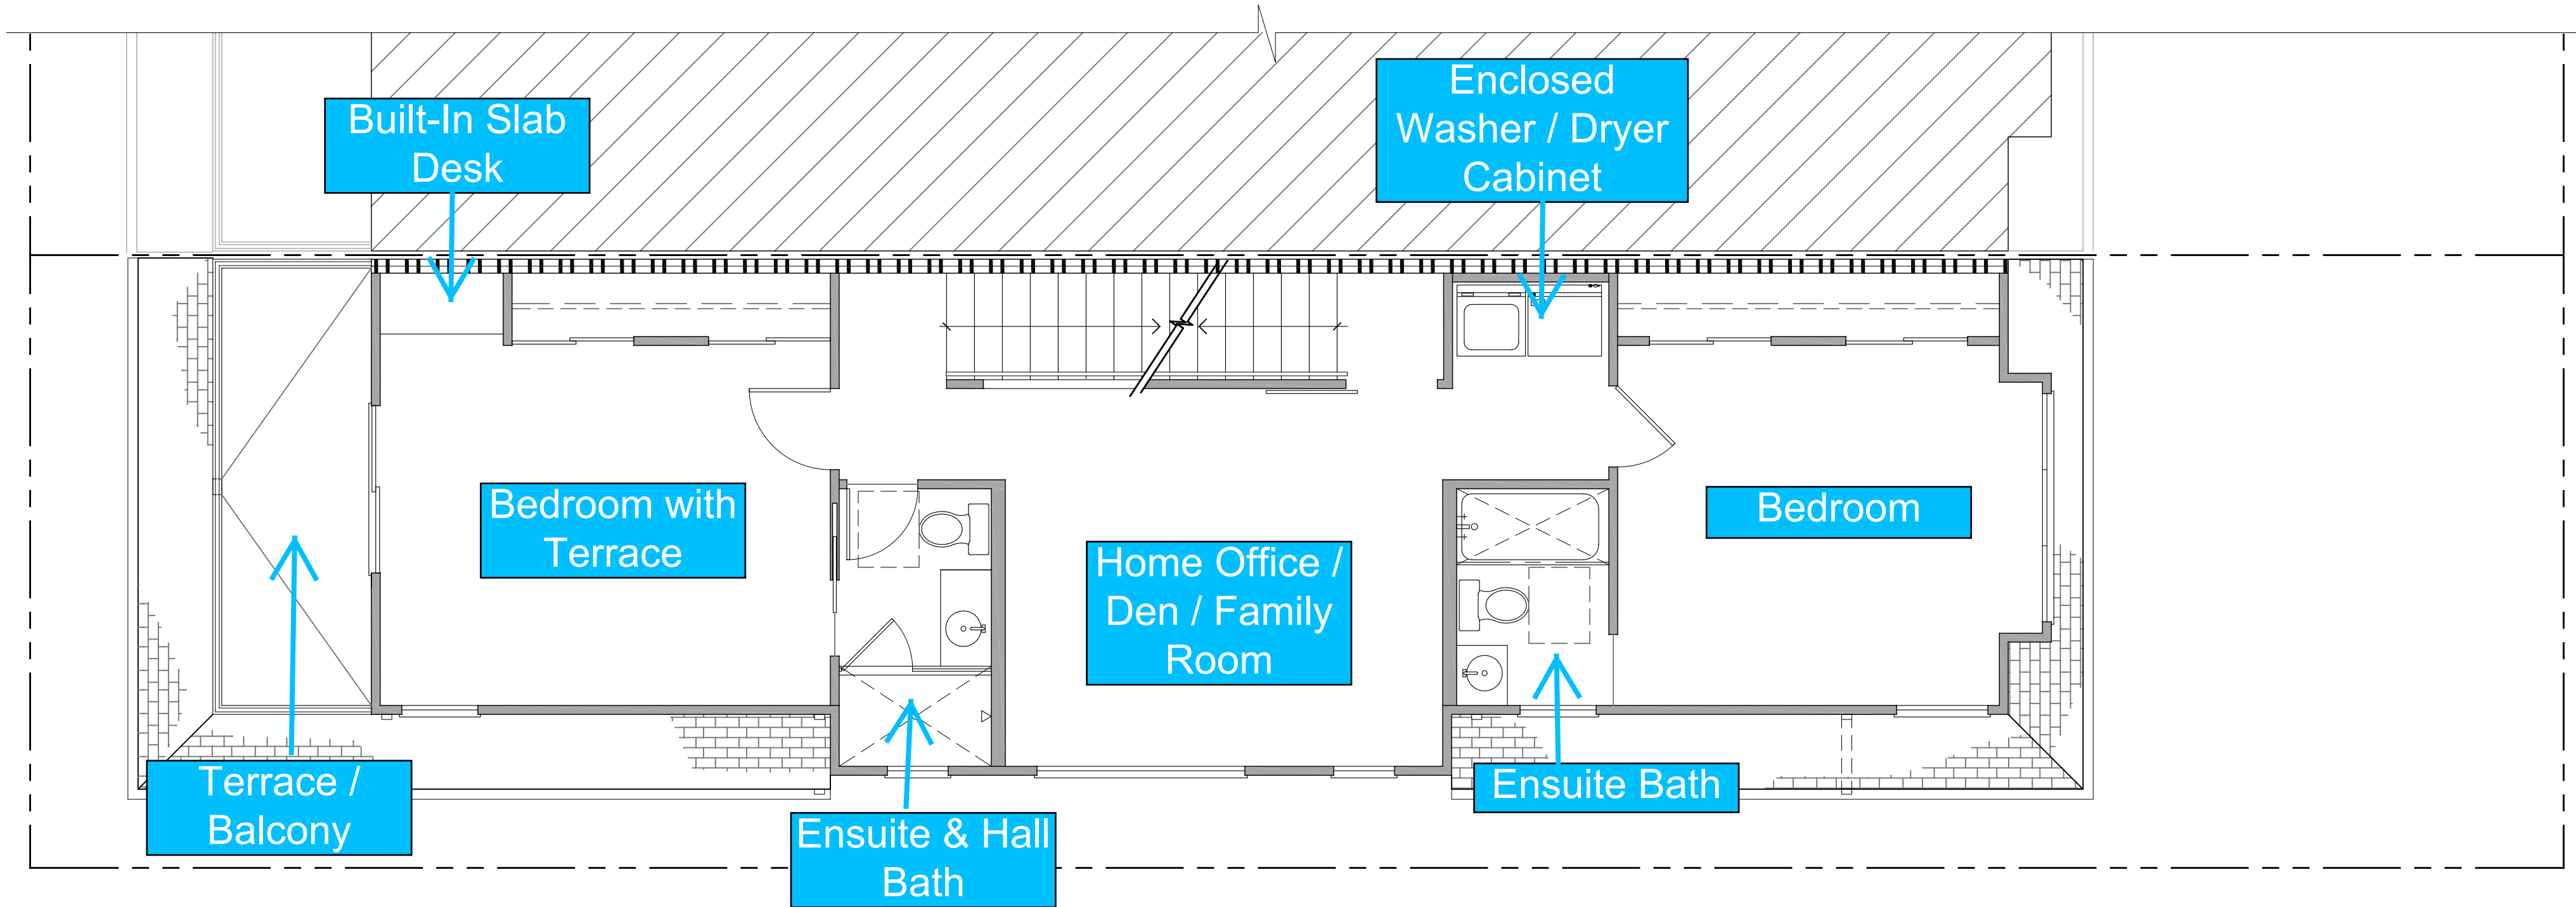 Built-In Slab
Desk
Enclosed
Washer / Dryer
Cabinet
Bedroom with
Terrace
Bedroom
Home Office /
Den / Family
Room
Terrace /
Balcony
Ensuite & Hall
Bath
Ensuite Bath